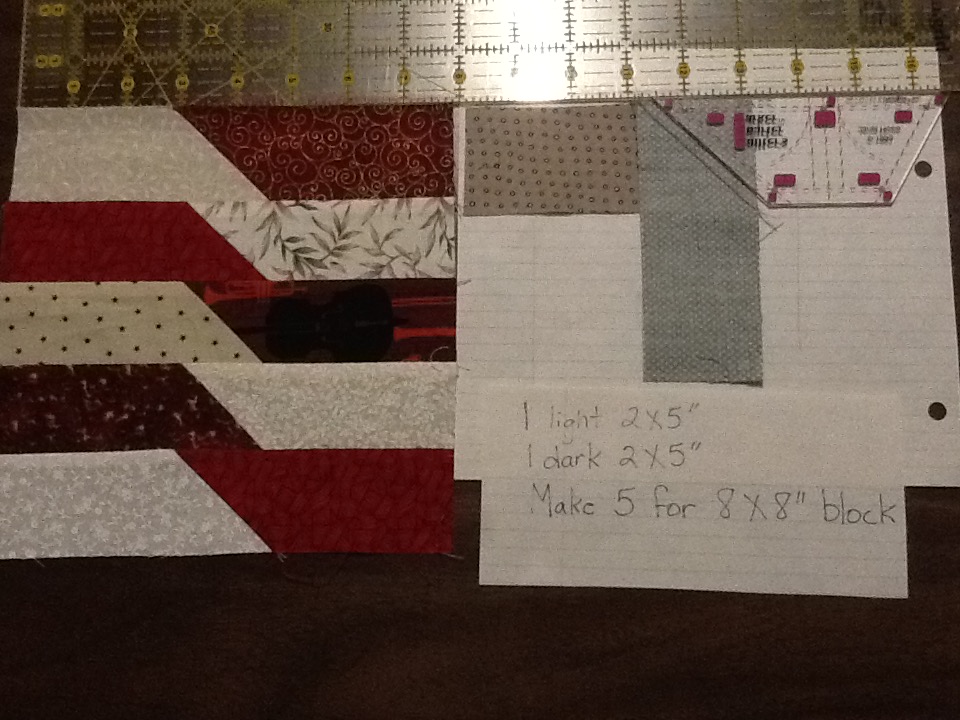 1 light 2X5"
1 dark 2X5"
Make 5 for 8X8" block